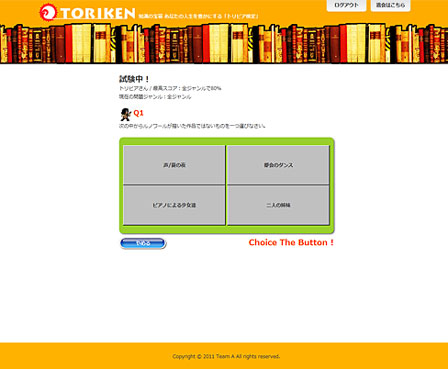 ログアウト
退会はこちら
TORIKEN
知識の宝庫 あなたの人生を豊かにする「トリビア検定」
試験中！
トリビアさん / 最高スコア：全ジャンルで80%
現在の問題ジャンル：全ジャンル
Q1
次の中からルノワールが描いた作品ではないものを一つ選びなさい。
都会のダンス
ピアノによる少女達
二人の姉妹
やめる
Choice The Button !
Copyright © 2011 Team A All rights reserved.